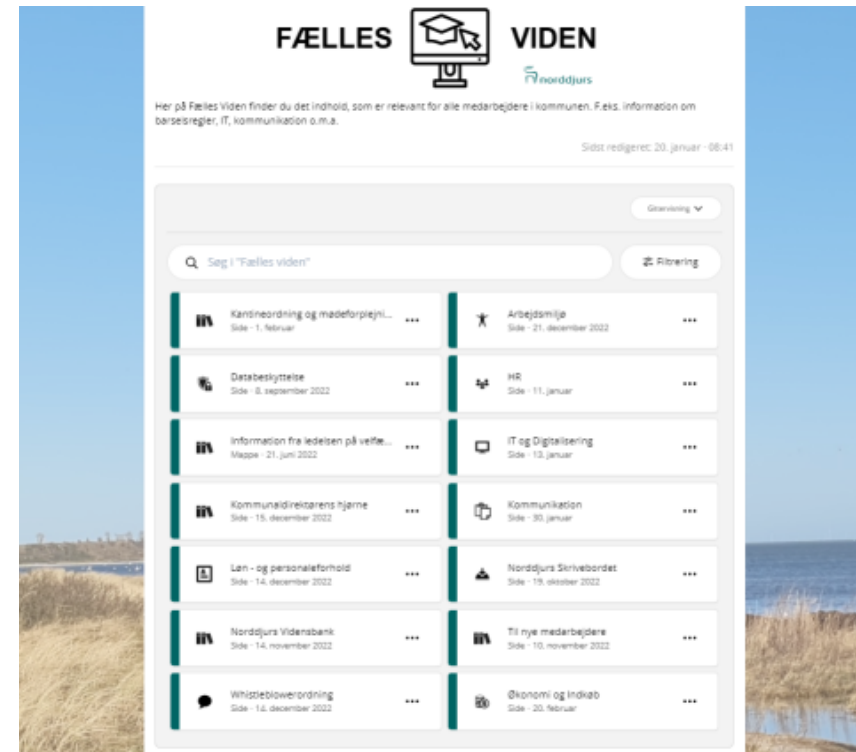 FÆLLES VIDEN
norddjurs
Her på Fælles Viden finder du det indhold, som er relevant for alle medarbejdere i kommunen. F.eks. information om
barselsregler, IT, kommunikation o.m.a.
Sidst redigeret: 20. januar - 08:41
Gittervisning
Søg i "Fælles viden"
Filtrering
Kantineordning og mødeforplejni...
Side - 1. februar
Arbejdsmiljø
Side - 21. december 2022
Databeskyttelse
Side - 8. september 2022
HR
Side - 11. januar
Information fra ledelsen på velfæ...
Mappe - 21. juni 2022
IT og Digitalisering
Side - 13. januar
Kommunaldirektørens hjørne
Side - 15. december 2022
Kommunikation
Side - 30. januar
Løn - og personaleforhold
Side - 14. december 2022
Norddjurs Skrivebordet
Side - 19. oktober 2022
Norddjurs Vidensbank
Side - 14. november 2022
Til nye medarbejdere
Side - 10. november 2022
Whistleblowerordning
Side - 14. december 2022
Økonomi og Indkøb
Side - 20. februar